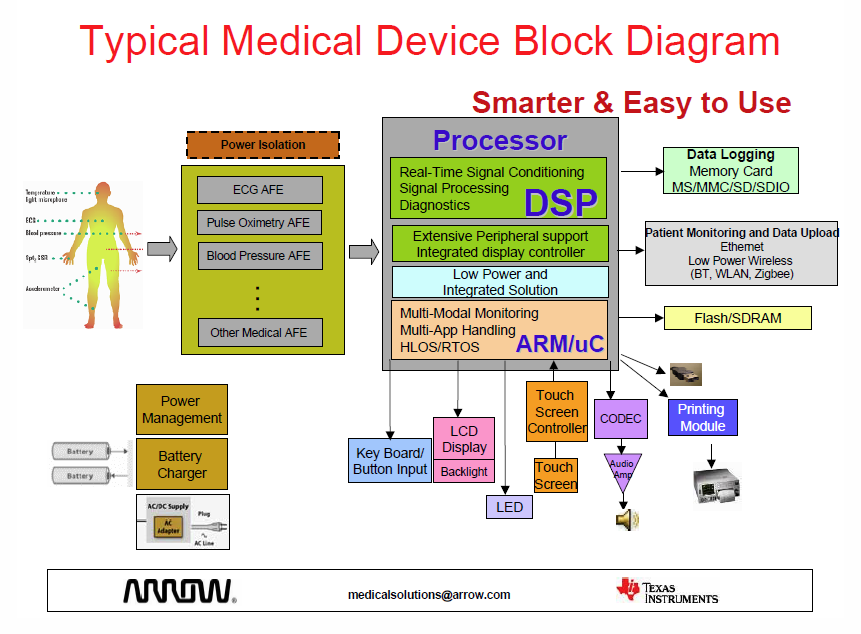 Typical Medical Device Block Diagram
Smarter & Easy to Use
Power Isolation
ECG AFE
Pulse Oximetry AFE
Blood Pressure AFE
Other Medical AFE
Temperature
ECG
Blood pressure
Accelerometer
Processor
Real-Time Signal Conditioning
Signal Processing
Diagnostics
DSP
Extensive Peripheral support
Integrated display controller
Low Power and
Integrated Solution
Multi-Modal Monitoring
Multi-App Handling
HLOS/RTOS
ARM/uC
Data Logging
Memory Card
MS/MMC/SD/SDIO
Patient Monitoring and Data Upload
Ethernet
Low Power Wireless
(BT, WLAN, Zigbee)
Flash/SDRAM
Power
Management
Battery
Charger
Battery
Battery
AC/DC Supply
Plug
AC
Adapter
AC Line
Key Board/
Button Input
LCD
Display
Backlight
LED
Touch
Screen
Controller
Touch
Screen
CODEC
Audio
Amp
Printing
Module
ARROW®
medicalsolutions@arrow.com
TEXAS
INSTRUMENTS